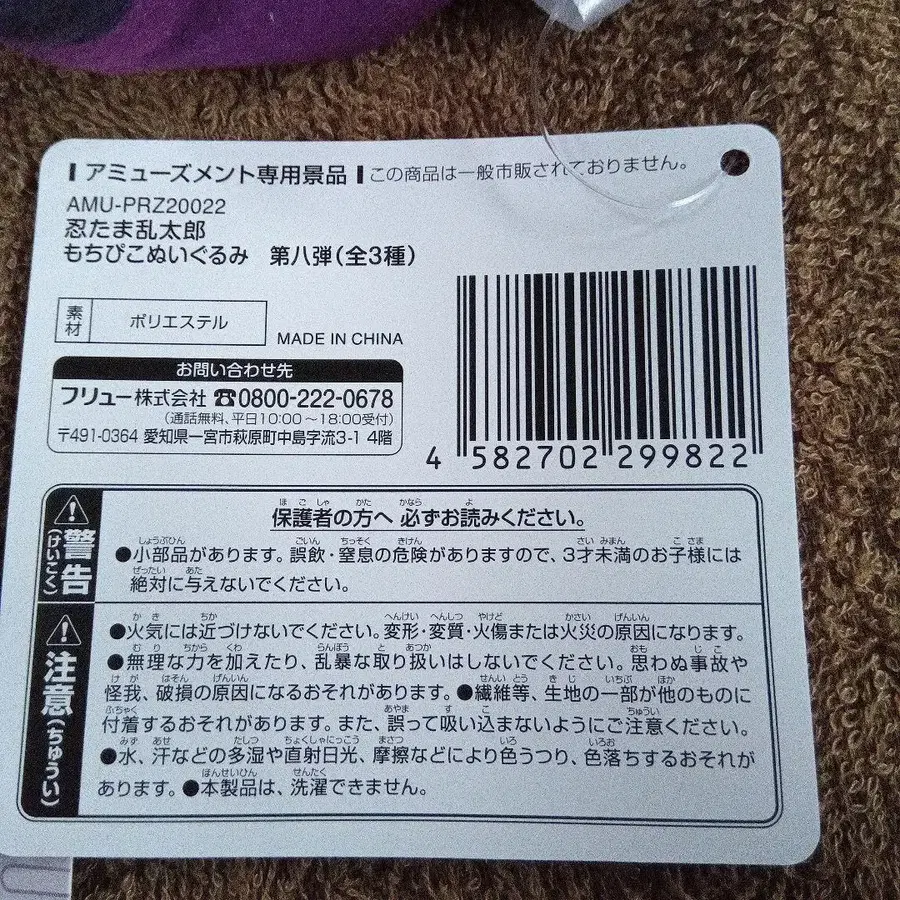 アミューズメント専用景品 この商品は一般市販されておりません。
AMU-PRZ20022
忍たま乱太郎
もちぴこぬいぐるみ 第八弾(全3種)
素材 ポリエステル
MADE IN CHINA
お問い合わせ先
フリュー株式会社 ☎0800-222-0678
(通話無料、平日10:00～18:00受付)
〒491-0364 愛知県一宮市萩原町中島字流3-1 4階
4 582702 299822
警告(けいこく)
保護者の方へ 必ずお読みください。
●小部品があります。誤飲・窒息の危険がありますので、3才未満のお子様には
絶対に与えないでください。
注意(ちゅうい)
●火気には近づけないでください。変形・変質・火傷または火災の原因になります。
●無理な力を加えたり、乱暴な取り扱いはしないでください。思わぬ事故や
怪我、破損の原因になるおそれがあります。●繊維等、生地の一部が他のものに
付着するおそれがあります。また、誤って吸い込まないようにご注意ください。
●水、汗などの多湿や直射日光、摩擦などにより色うつり、色落ちするおそれが
あります。●本製品は、洗濯できません。